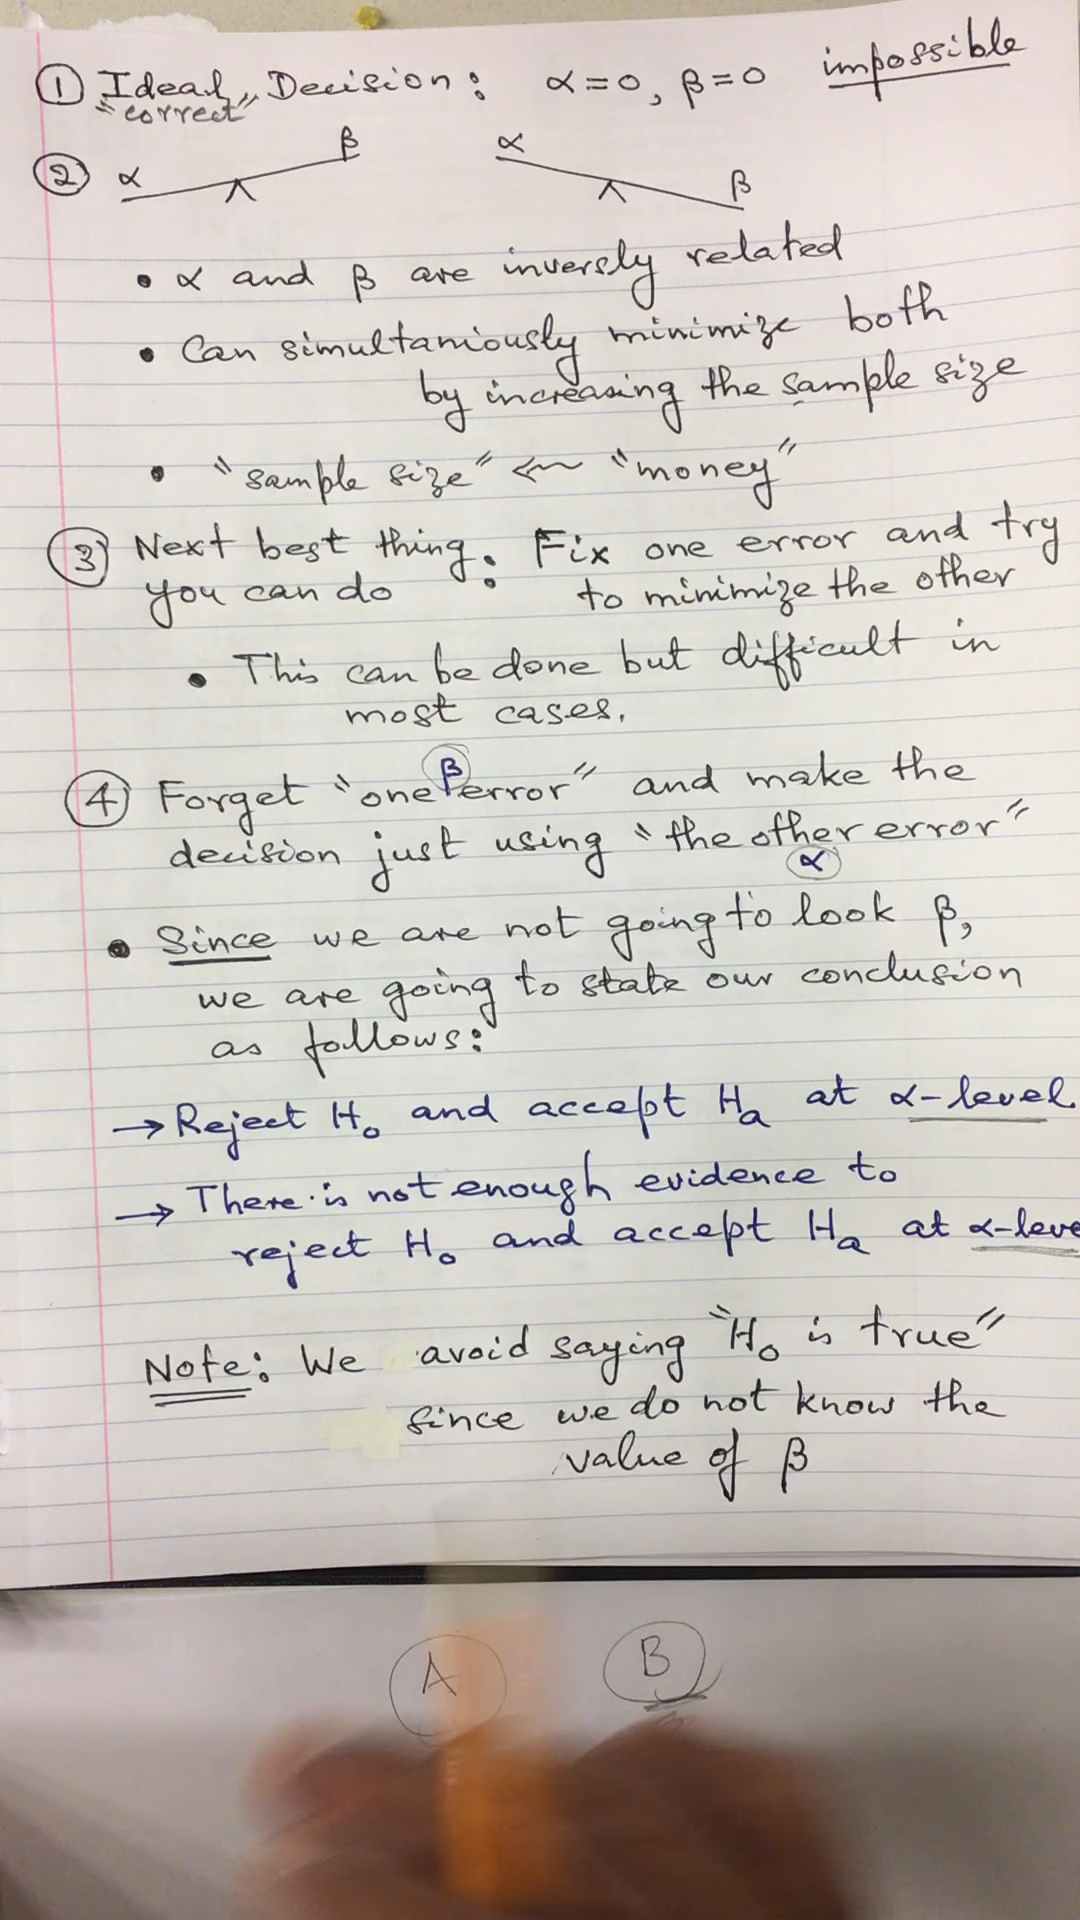 ① Ideal Decision: α=0, β=0 impossible
"correct"
② α β α β
• α and β are inversly related
• Can simultaniously minimize both
by increasing the sample size
• "sample size" ← "money"
③ Next best thing: Fix one error and try
you can do to minimize the other
• This can be done but difficult in
most cases.
β
④ Forget "one error" and make the
decision just using "the other error"
α
• Since we are not going to look β,
we are going to state our conclusion
as follows:
→ Reject H₀ and accept Hₐ at α-level.
→ There is not enough evidence to
reject H₀ and accept Hₐ at α-leve
Note: We avoid saying "H₀ is true"
since we do not know the
value of β
A B